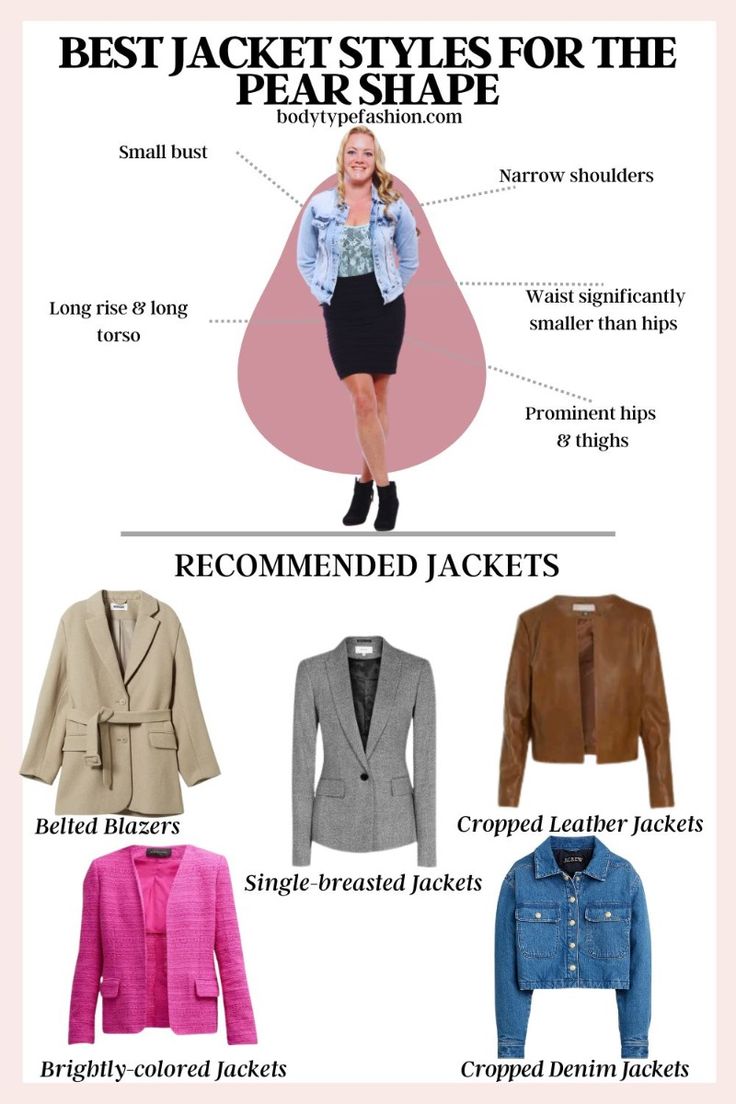 BEST JACKET STYLES FOR THE
PEAR SHAPE
bodytypefashion.com
Small bust
Narrow shoulders
Long rise & long
torso
Waist significantly
smaller than hips
Prominent hips
& thighs
RECOMMENDED JACKETS
Belted Blazers
Cropped Leather Jackets
Single-breasted Jackets
J.CREW
Brightly-colored Jackets
Cropped Denim Jackets